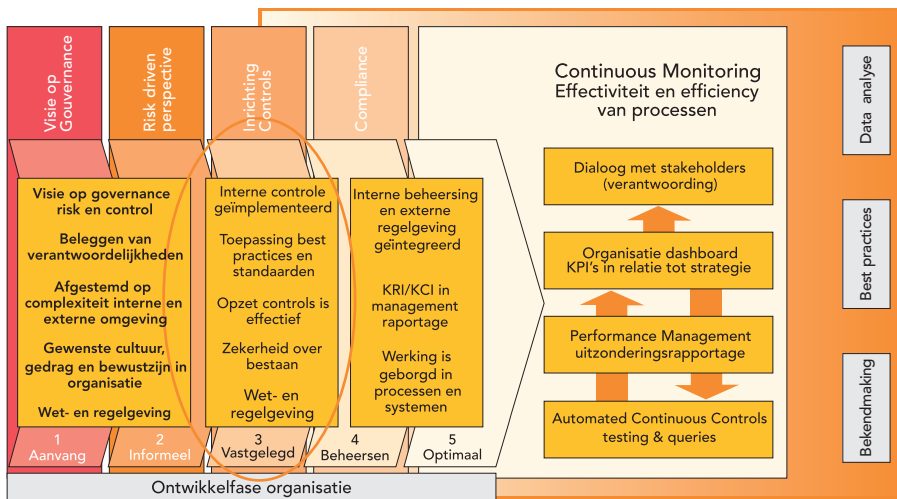 Visie op
Gouvernance
Risk driven
perspective
Inrichting
Controls
Compliance
Visie op governance
risk en control
Beleggen van
verantwoordelijkheden
Afgestemd op
complexiteit interne en
externe omgeving
Gewenste cultuur,
gedrag en bewustzijn in
organisatie
Wet- en regelgeving
Interne controle
geïmplementeerd
Toepassing best
practices en
standaarden
Opzet controls is
effectief
Zekerheid over
bestaan
Wet- en
regelgeving
Interne beheersing
en externe
regelgeving
geïntegreerd
KRI/KCI in
management
raportage
Werking is
geborgd in
processen en
systemen
1
Aanvang
2
Informeel
3
Vastgelegd
4
Beheersen
5
Optimaal
Ontwikkelfase organisatie
Continuous Monitoring
Effectiviteit en efficiency
van processen
Dialoog met stakeholders
(verantwoording)
Organisatie dashboard
KPI's in relatie tot strategie
Performance Management
uitzonderingsrapportage
Automated Continuous Controls
testing & queries
Data analyse
Best practices
Bekendmaking